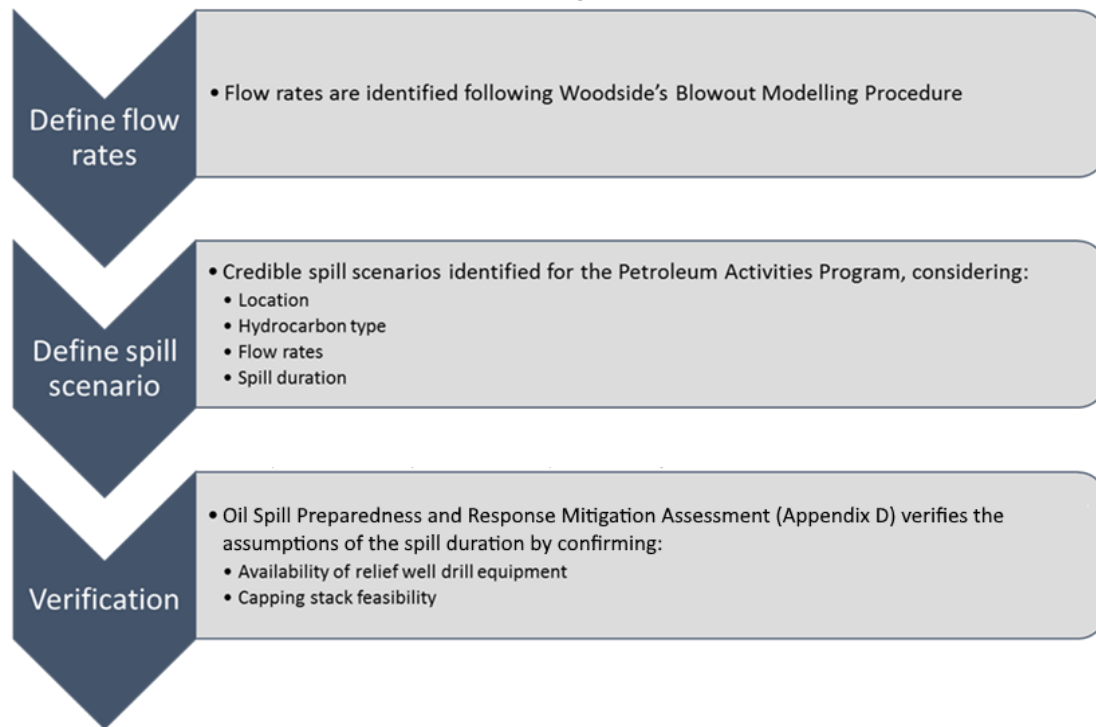 Define flow
rates
• Flow rates are identified following Woodside's Blowout Modelling Procedure
Define spill
scenario
• Credible spill scenarios identified for the Petroleum Activities Program, considering:
• Location
• Hydrocarbon type
• Flow rates
• Spill duration
Verification
• Oil Spill Preparedness and Response Mitigation Assessment (Appendix D) verifies the
assumptions of the spill duration by confirming:
• Availability of relief well drill equipment
• Capping stack feasibility